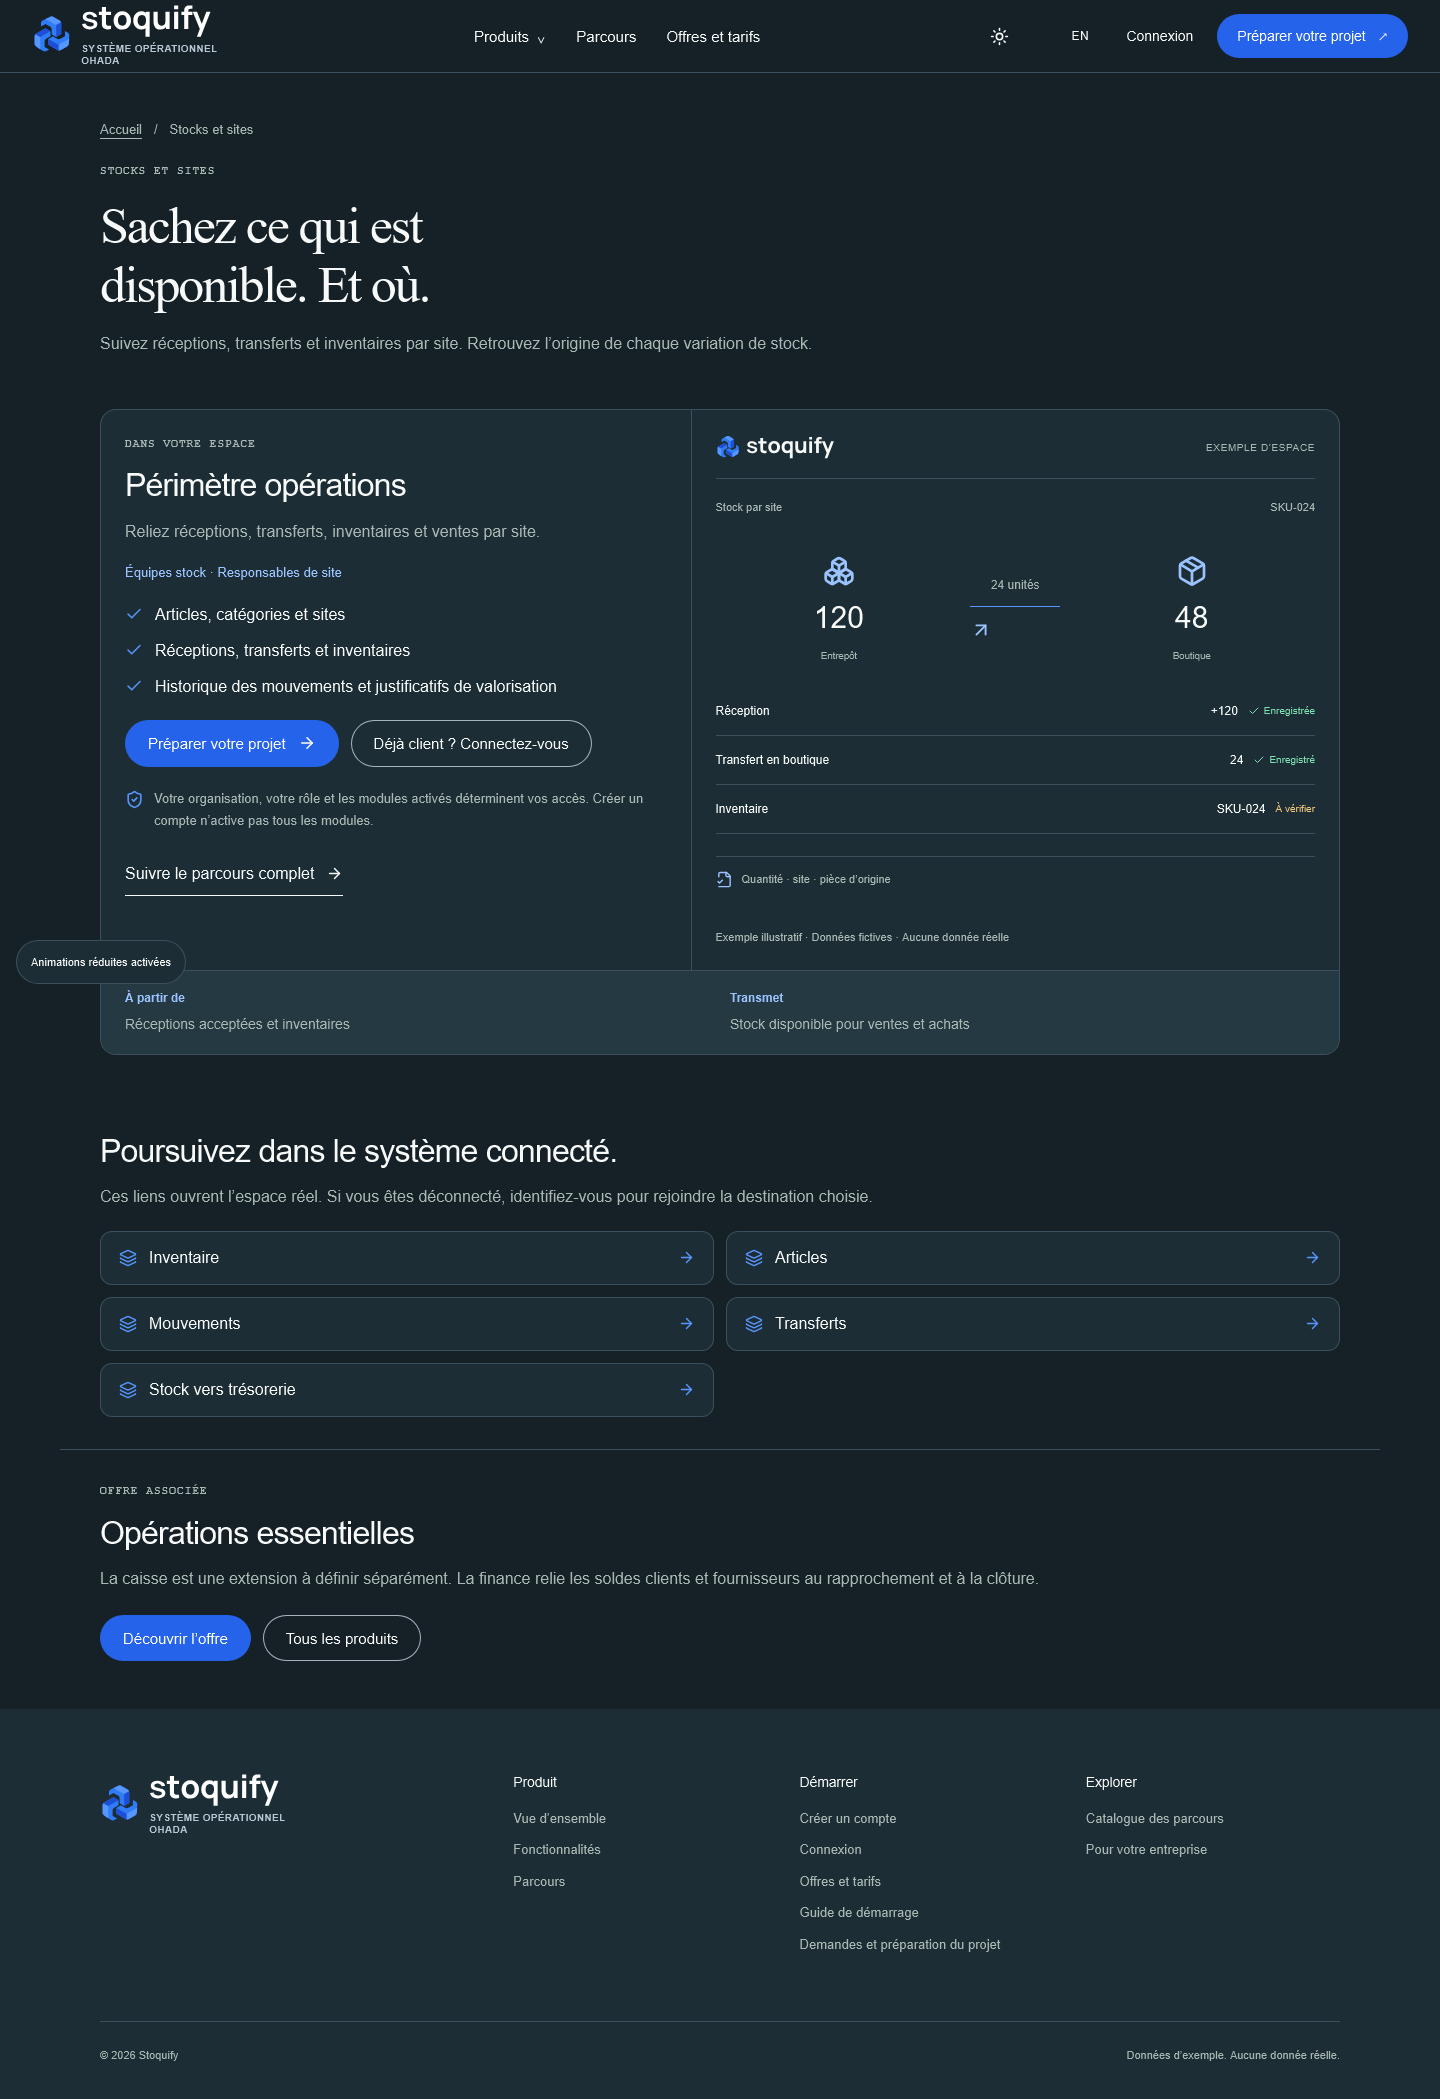 stoquify
SYSTÈME OPÉRATIONNEL
OHADA
Produits
Parcours
Offres et tarifs
EN
Connexion
Préparer votre projet ↗
Accueil / Stocks et sites
STOCKS ET SITES
Sachez ce qui est
disponible. Et où.
Suivez réceptions, transferts et inventaires par site. Retrouvez l’origine de chaque variation de stock.
DANS VOTRE ESPACE
Périmètre opérations
Reliez réceptions, transferts, inventaires et ventes par site.
Équipes stock · Responsables de site
Articles, catégories et sites
Réceptions, transferts et inventaires
Historique des mouvements et justificatifs de valorisation
Préparer votre projet →
Déjà client ? Connectez-vous
Votre organisation, votre rôle et les modules activés déterminent vos accès. Créer un
compte n’active pas tous les modules.
Suivre le parcours complet →
stoquify
EXEMPLE D’ESPACE
Stock par site
SKU-024
120
Entrepôt
24 unités
48
Boutique
Réception +120 Enregistrée
Transfert en boutique 24 Enregistré
Inventaire SKU-024 À vérifier
Quantité · site · pièce d’origine
Exemple illustratif · Données fictives · Aucune donnée réelle
Animations réduites activées
À partir de
Réceptions acceptées et inventaires
Transmet
Stock disponible pour ventes et achats
Poursuivez dans le système connecté.
Ces liens ouvrent l’espace réel. Si vous êtes déconnecté, identifiez-vous pour rejoindre la destination choisie.
Inventaire
Articles
Mouvements
Transferts
Stock vers trésorerie
OFFRE ASSOCIÉE
Opérations essentielles
La caisse est une extension à définir séparément. La finance relie les soldes clients et fournisseurs au rapprochement et à la clôture.
Découvrir l’offre
Tous les produits
stoquify
SYSTÈME OPÉRATIONNEL
OHADA
Produit
Vue d’ensemble
Fonctionnalités
Parcours
Démarrer
Créer un compte
Connexion
Offres et tarifs
Guide de démarrage
Demandes et préparation du projet
Explorer
Catalogue des parcours
Pour votre entreprise
© 2026 Stoquify
Données d’exemple. Aucune donnée réelle.